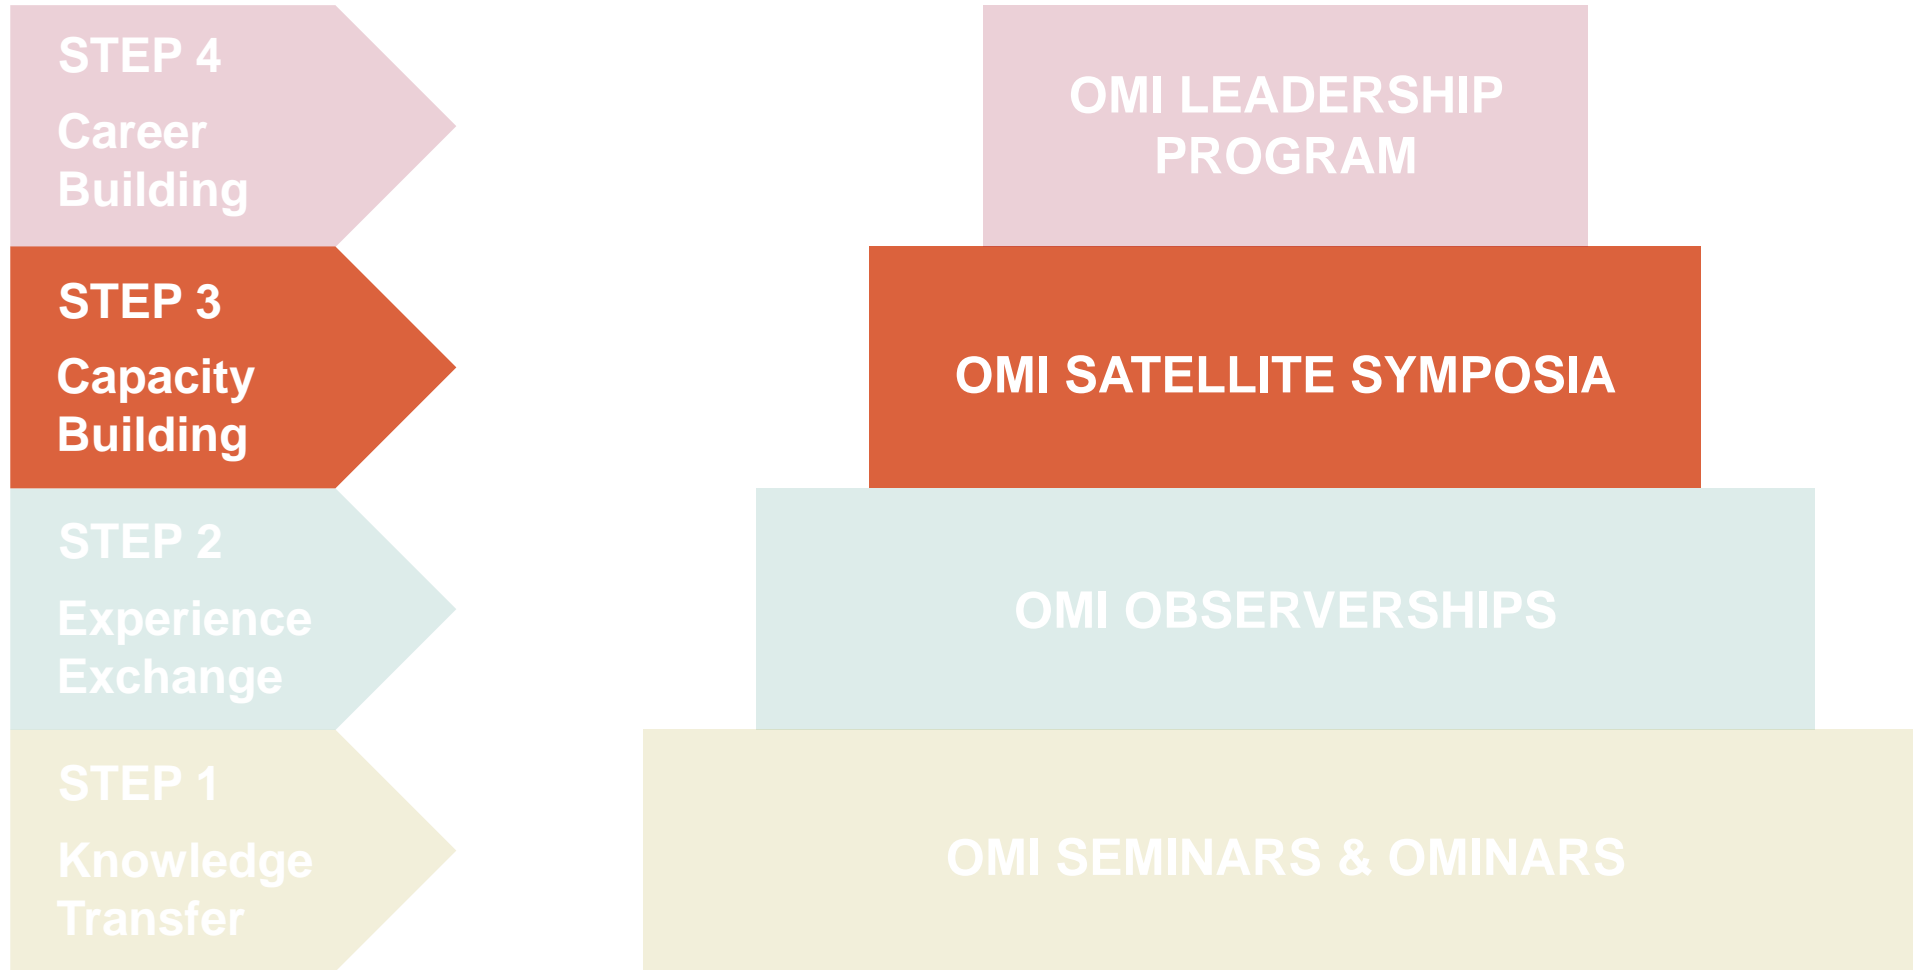 STEP 4
Career
Building
OMI LEADERSHIP
PROGRAM
STEP 3
Capacity
Building
OMI SATELLITE SYMPOSIA
STEP 2
Experience
Exchange
OMI OBSERVERSHIPS
STEP 1
Knowledge
Transfer
OMI SEMINARS & OMINARS